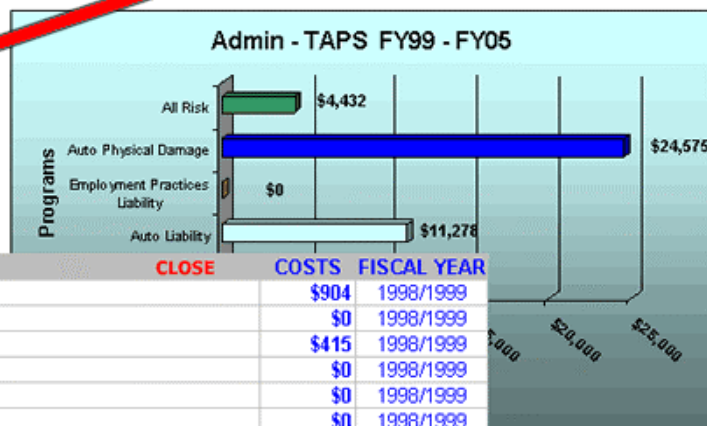 Admin - TAPS FY99 - FY05
All Risk
$4,432
Auto Physical Damage
$24,575
Employment Practices
Liability
$0
Auto Liability
$11,278
Programs
CLOSE COSTS FISCAL YEAR
$904 1998/1999
$0 1998/1999
$415 1998/1999
$0 1998/1999
$0 1998/1999
$0 1998/1999
$20,000
$25,000